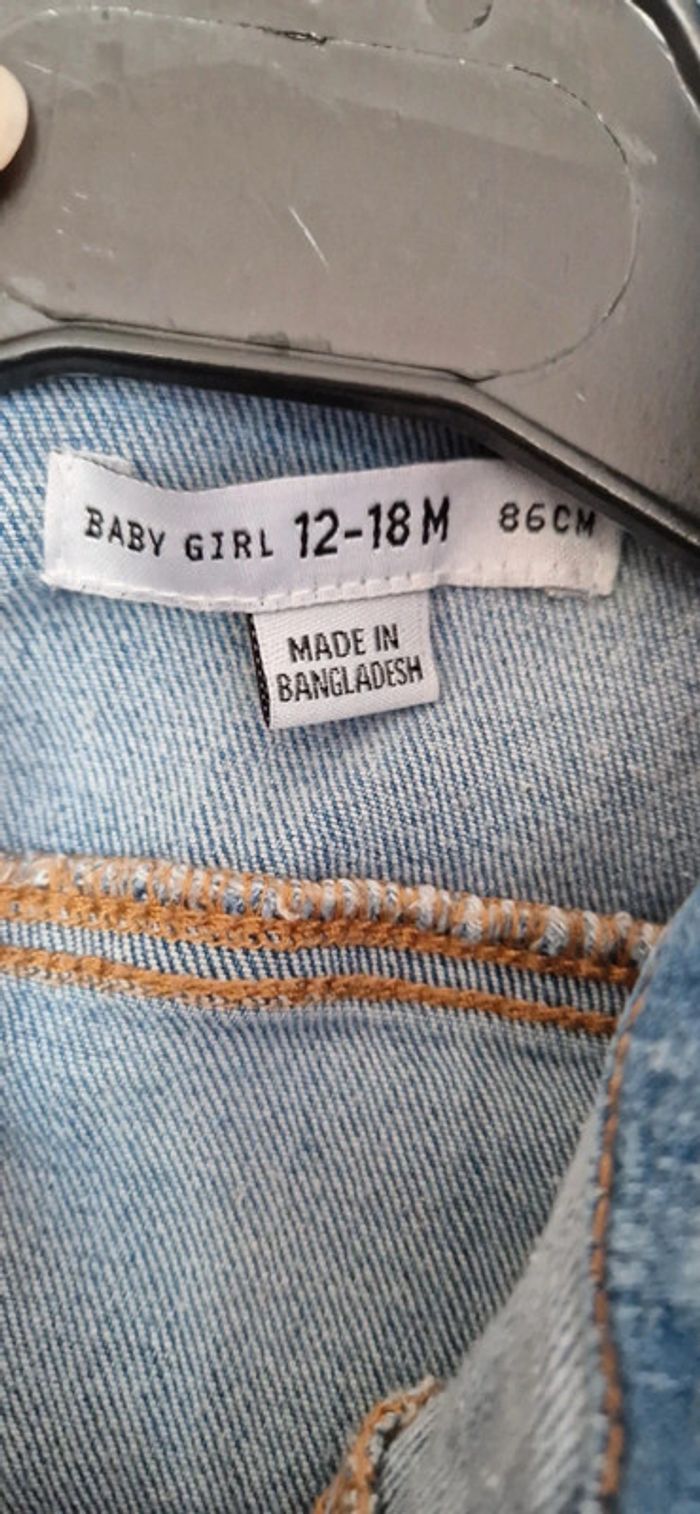 BABY GIRL 12-18 M 86CM
MADE IN
BANGLADESH